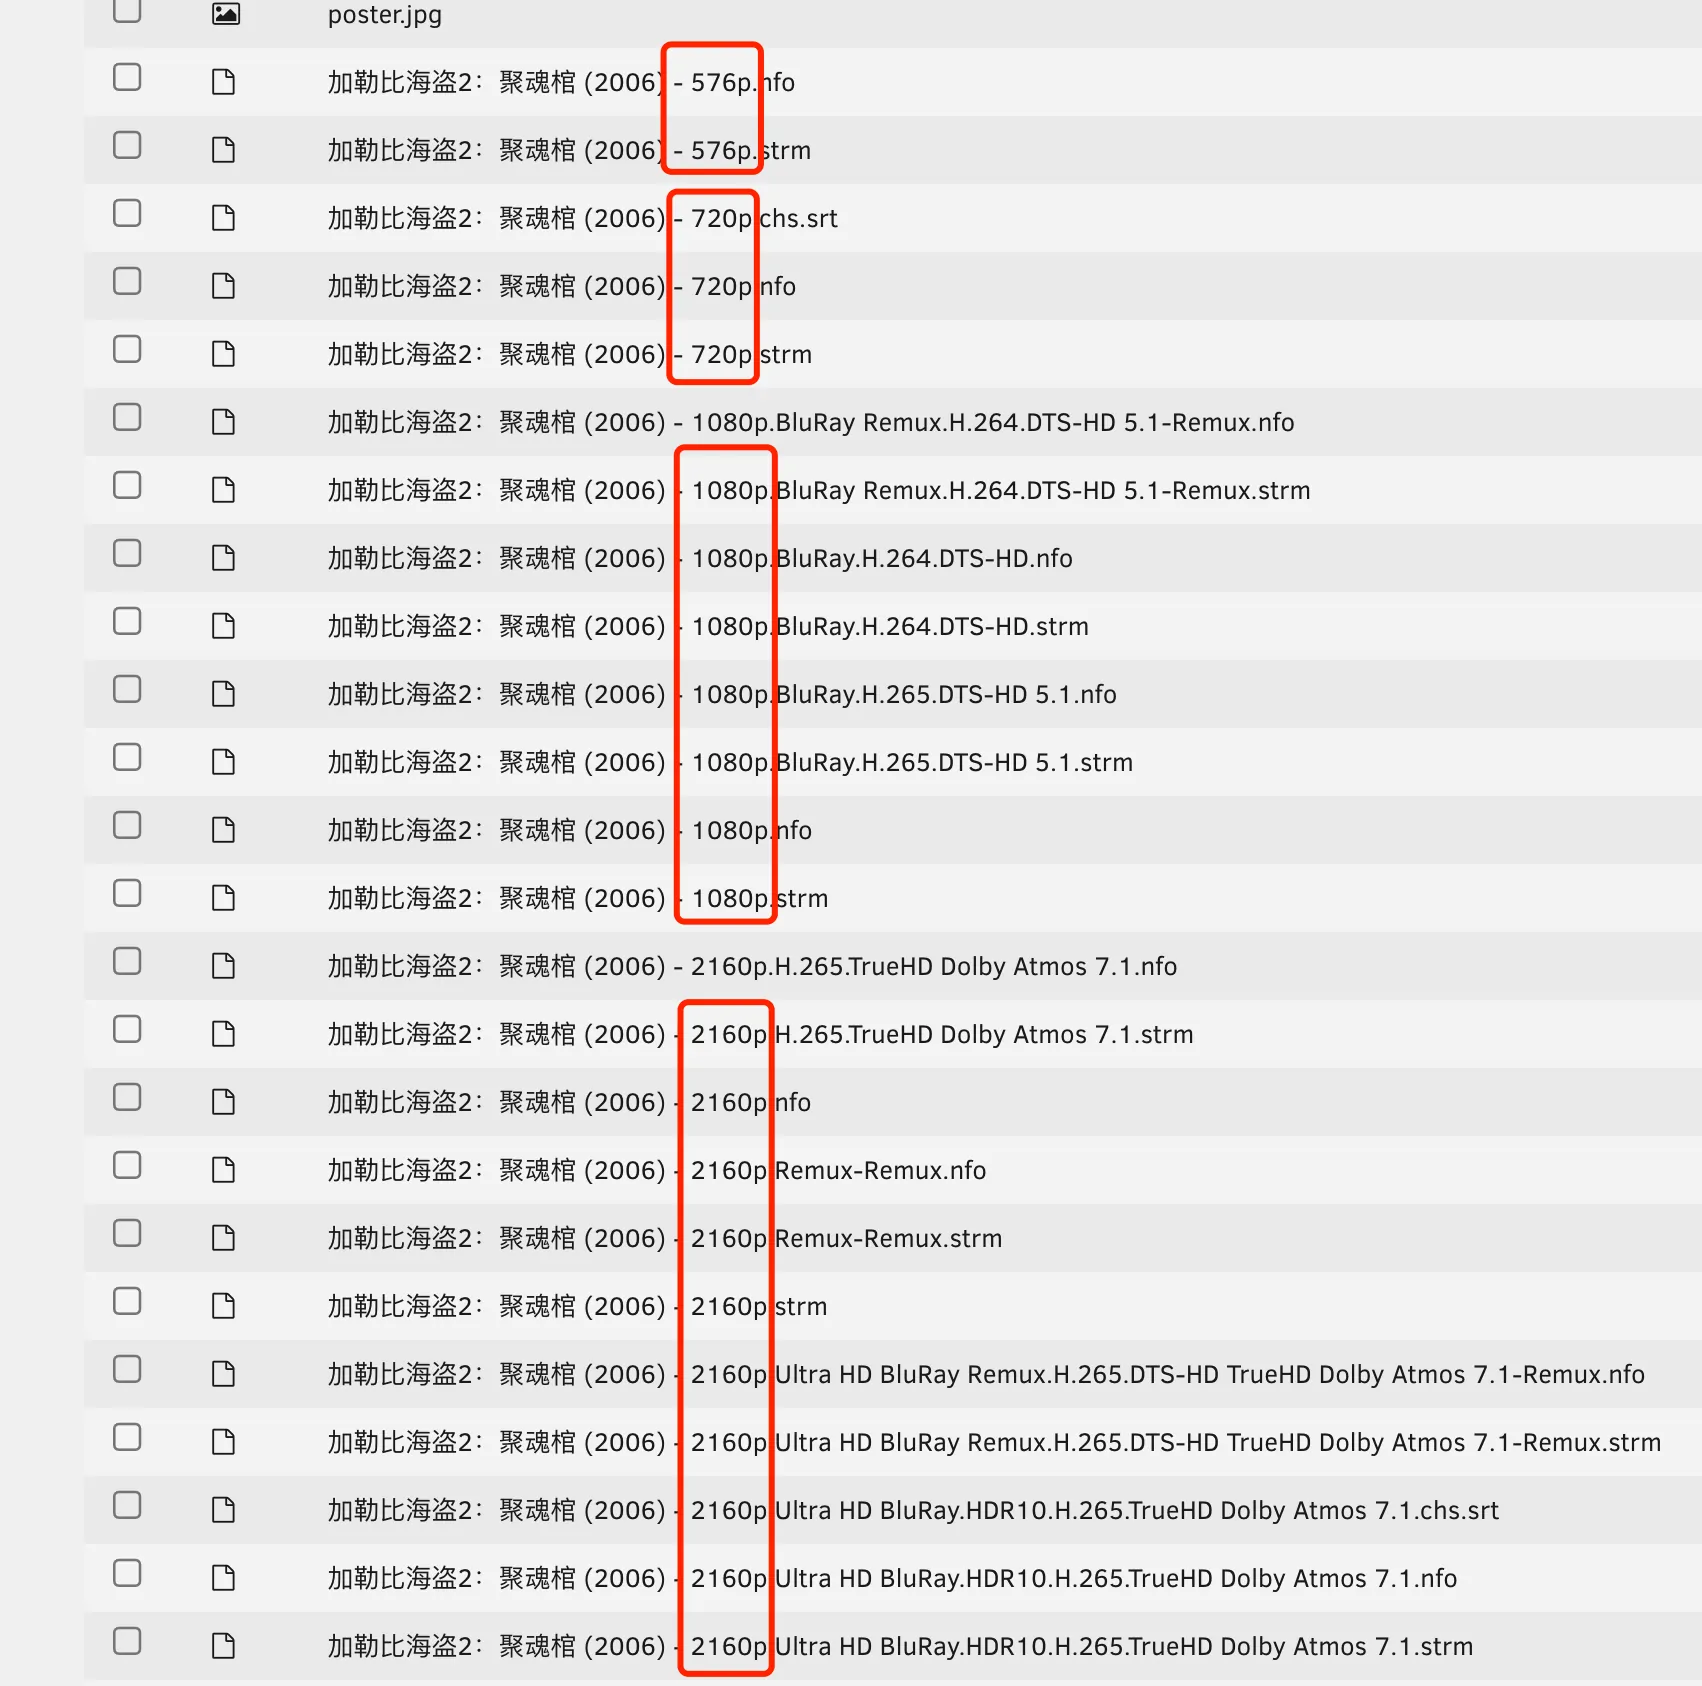 poster.jpg
加勒比海盗2：聚魂棺 (2006) - 576p.nfo
加勒比海盗2：聚魂棺 (2006) - 576p.strm
加勒比海盗2：聚魂棺 (2006) - 720p.chs.srt
加勒比海盗2：聚魂棺 (2006) - 720p.nfo
加勒比海盗2：聚魂棺 (2006) - 720p.strm
加勒比海盗2：聚魂棺 (2006) - 1080p.BluRay Remux.H.264.DTS-HD 5.1-Remux.nfo
加勒比海盗2：聚魂棺 (2006) - 1080p.BluRay Remux.H.264.DTS-HD 5.1-Remux.strm
加勒比海盗2：聚魂棺 (2006) - 1080p.BluRay.H.264.DTS-HD.nfo
加勒比海盗2：聚魂棺 (2006) - 1080p.BluRay.H.264.DTS-HD.strm
加勒比海盗2：聚魂棺 (2006) - 1080p.BluRay.H.265.DTS-HD 5.1.nfo
加勒比海盗2：聚魂棺 (2006) - 1080p.BluRay.H.265.DTS-HD 5.1.strm
加勒比海盗2：聚魂棺 (2006) - 1080p.nfo
加勒比海盗2：聚魂棺 (2006) - 1080p.strm
加勒比海盗2：聚魂棺 (2006) - 2160p.H.265.TrueHD Dolby Atmos 7.1.nfo
加勒比海盗2：聚魂棺 (2006) - 2160p.H.265.TrueHD Dolby Atmos 7.1.strm
加勒比海盗2：聚魂棺 (2006) - 2160p.nfo
加勒比海盗2：聚魂棺 (2006) - 2160p.Remux-Remux.nfo
加勒比海盗2：聚魂棺 (2006) - 2160p.Remux-Remux.strm
加勒比海盗2：聚魂棺 (2006) - 2160p.strm
加勒比海盗2：聚魂棺 (2006) - 2160p.Ultra HD BluRay Remux.H.265.DTS-HD TrueHD Dolby Atmos 7.1-Remux.nfo
加勒比海盗2：聚魂棺 (2006) - 2160p.Ultra HD BluRay Remux.H.265.DTS-HD TrueHD Dolby Atmos 7.1-Remux.strm
加勒比海盗2：聚魂棺 (2006) - 2160p.Ultra HD BluRay.HDR10.H.265.TrueHD Dolby Atmos 7.1.chs.srt
加勒比海盗2：聚魂棺 (2006) - 2160p.Ultra HD BluRay.HDR10.H.265.TrueHD Dolby Atmos 7.1.nfo
加勒比海盗2：聚魂棺 (2006) - 2160p.Ultra HD BluRay.HDR10.H.265.TrueHD Dolby Atmos 7.1.strm